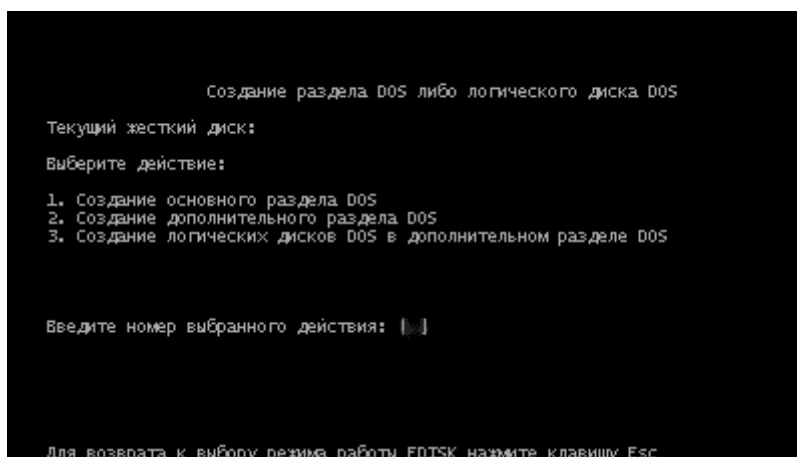 Создание раздела DOS либо логического диска DOS
Текущий жесткий диск:
Выберите действие:
1. Создание основного раздела DOS
2. Создание дополнительного раздела DOS
3. Создание логических дисков DOS в дополнительном разделе DOS
Введите номер выбранного действия: [ ]
Для возврата к выбору режима работы FDISK нажмите клавишу Esc